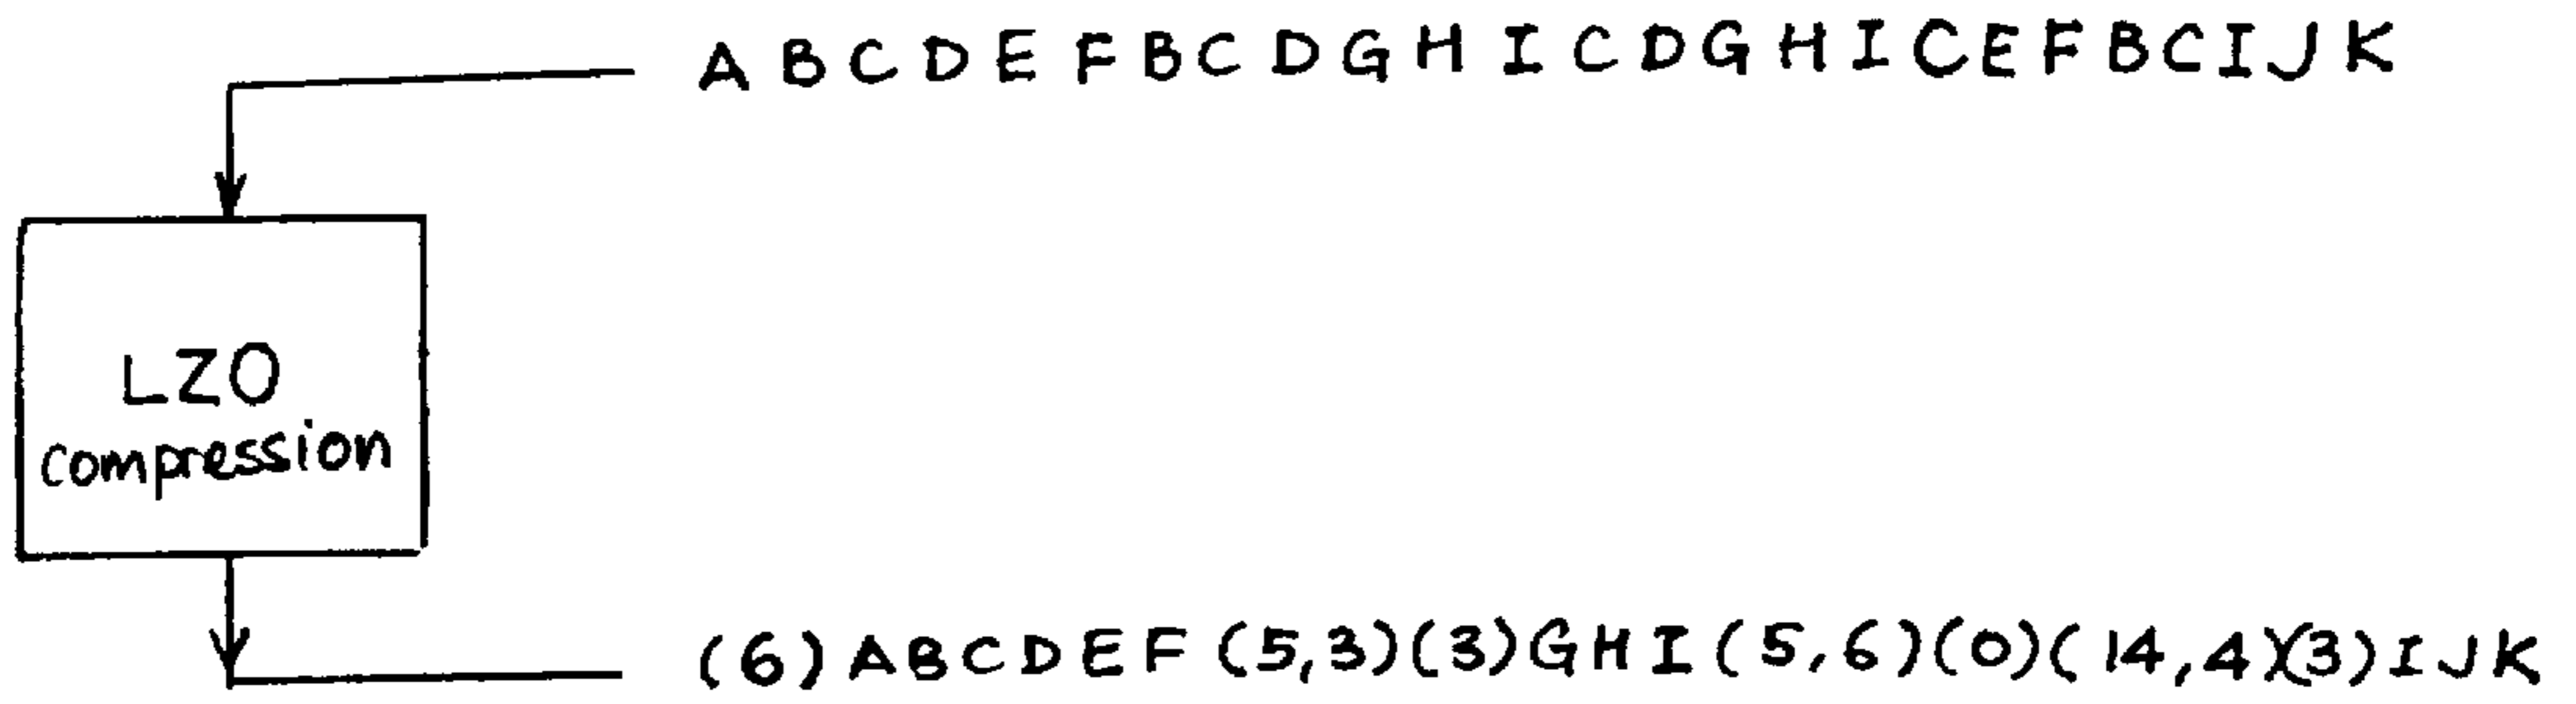 A B C D E F B C D G H I C D G H I C E F B C I J K
LZO
compression
(6) A B C D E F (5,3)(3) G H I (5,6)(0)(14,4)(3) I J K